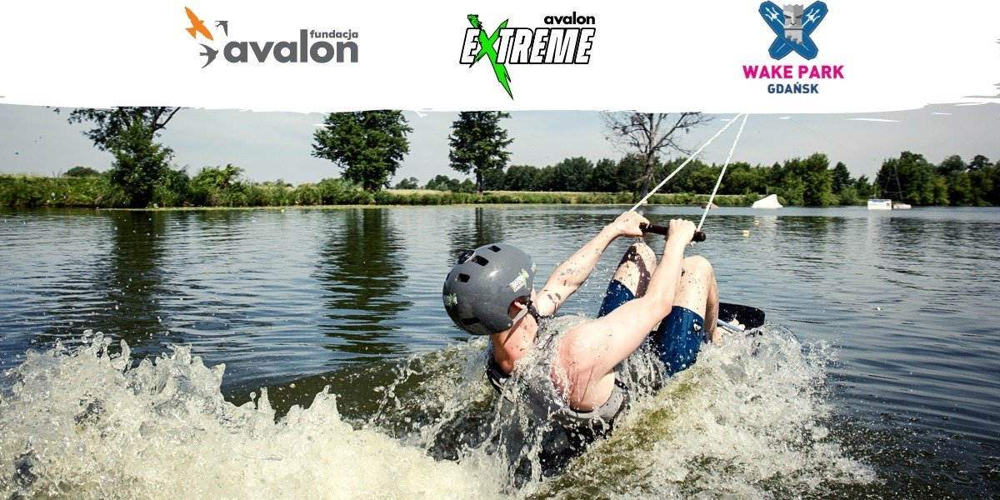 fundacja
avalon
avalon
EXTREME
WAKE PARK
GDAŃSK